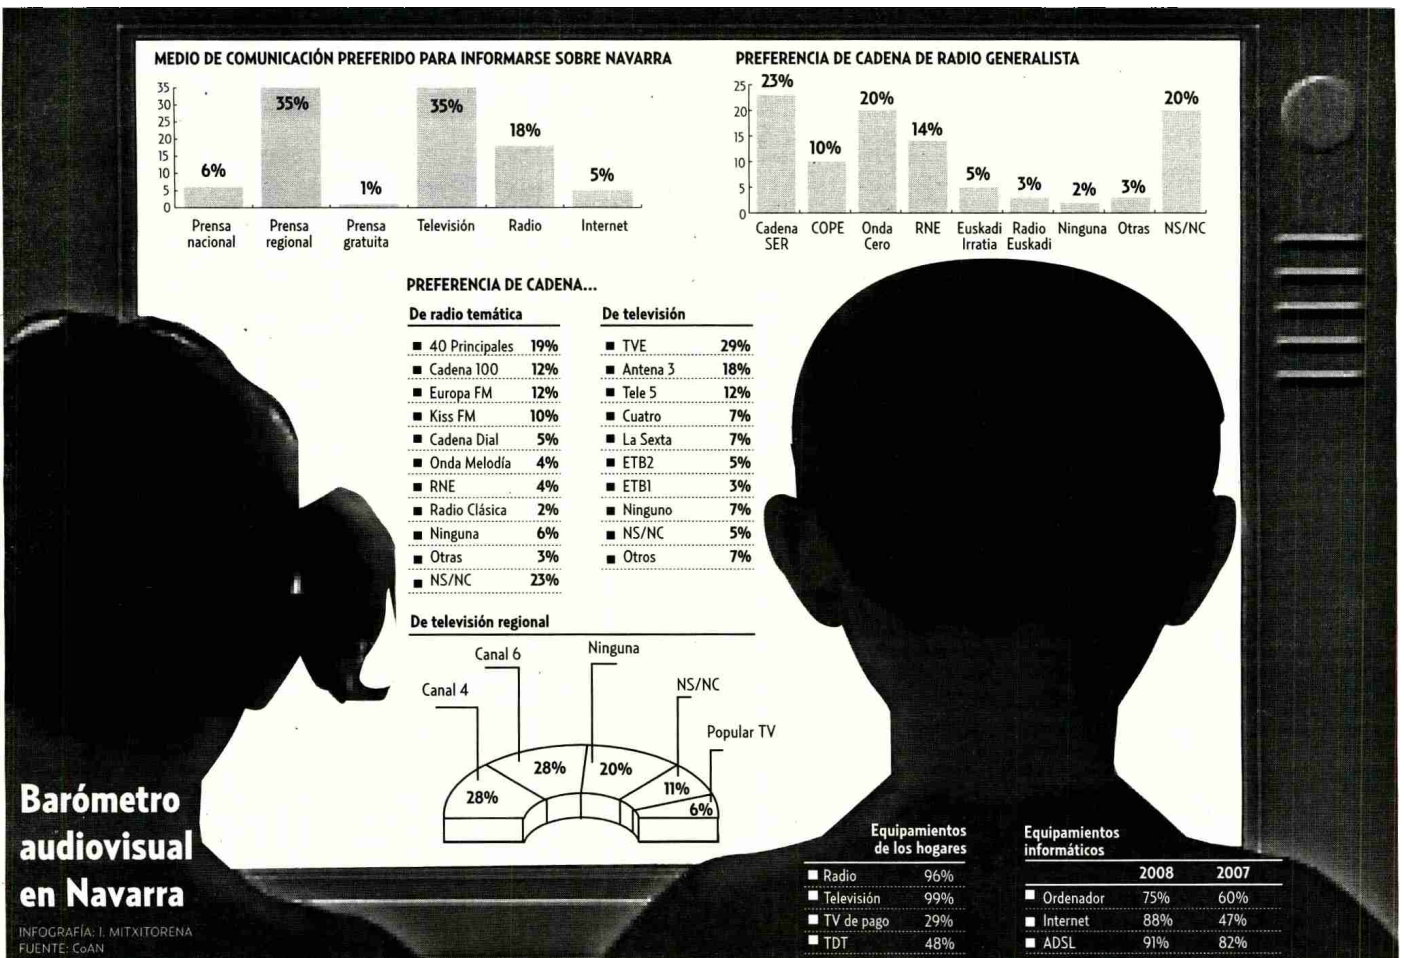 MEDIO DE COMUNICACIÓN PREFERIDO PARA INFORMARSE SOBRE NAVARRA
35
30
25
20
15
10
5
0
6%
35%
1%
35%
18%
5%
Prensa nacional
Prensa regional
Prensa gratuita
Televisión
Radio
Internet
PREFERENCIA DE CADENA DE RADIO GENERALISTA
25
20
15
10
5
0
23%
10%
20%
14%
5%
3%
2%
3%
20%
Cadena SER
COPE
Onda Cero
RNE
Euskadi Irratia
Radio Euskadi
Ninguna
Otras
NS/NC
PREFERENCIA DE CADENA...
De radio temática
40 Principales 19%
Cadena 100 12%
Europa FM 12%
Kiss FM 10%
Cadena Dial 5%
Onda Melodía 4%
RNE 4%
Radio Clásica 2%
Ninguna 6%
Otras 3%
NS/NC 23%
De televisión
TVE 29%
Antena 3 18%
Tele 5 12%
Cuatro 7%
La Sexta 7%
ETB2 5%
ETB1 3%
Ninguno 7%
NS/NC 5%
Otros 7%
De televisión regional
Canal 4
28%
Canal 6
28%
Ninguna
20%
NS/NC
11%
Popular TV
6%
Barómetro
audiovisual
en Navarra
INFOGRAFÍA: I. MITXITORENA
FUENTE: CoAN
Equipamientos
de los hogares
Radio 96%
Televisión 99%
TV de pago 29%
TDT 48%
Equipamientos
informáticos
2008 2007
Ordenador 75% 60%
Internet 88% 47%
ADSL 91% 82%